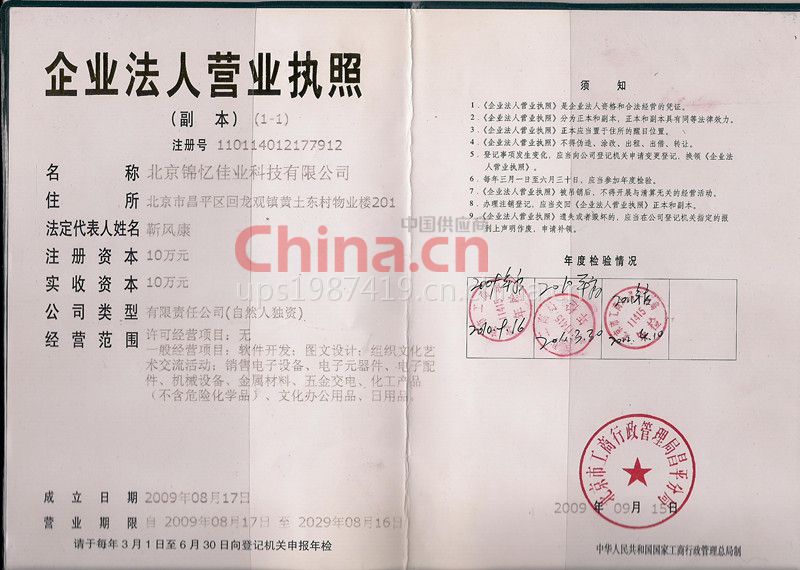 企业法人营业执照
(副 本) (1-1)
注册号 110114012177912
名 称 北京锦忆佳业科技有限公司
住 所 北京市昌平区回龙观镇黄土东村物业楼201
法定代表人姓名 靳风康
注 册 资 本 10万元
实 收 资 本 10万元
公 司 类 型 有限责任公司(自然人独资)
经 营 范 围 许可经营项目：无
一般经营项目：软件开发；图文设计；组织文化艺
术交流活动；销售电子设备、电子元器件、电子配
件、机械设备、金属材料、五金交电、化工产品
（不含危险化学品）、文化办公用品、日用品。
成 立 日 期 2009年08月17日
营 业 期 限 自 2009年08月17日 至 2029年08月16日
请于每年3月1日至6月30日向登记机关申报年检
中国供应商
China.cn
ups1987419.cn.china.cn
须 知
1．《企业法人营业执照》是企业法人资格和合法经营的凭证。
2．《企业法人营业执照》分为正本和副本，正本和副本具有同等法律效力。
3．《企业法人营业执照》正本应当置于住所的醒目位置。
4．《企业法人营业执照》不得伪造、涂改、出租、出借、转让。
5．登记事项发生变化，应当向公司登记机关申请变更登记，换领《企业法
人营业执照》。
6．每年三月一日至六月三十日，应当参加年度检验。
7．《企业法人营业执照》被吊销后，不得开展与清算无关的经营活动。
8．办理注销登记，应当交回《企业法人营业执照》正本和副本。
9．《企业法人营业执照》遗失或者毁坏的，应当在公司登记机关指定的报
刊上声明作废，申请补领。
年度检验情况
2010.9.16
2011.3.30
北京市工商行政管理局昌平分局
2009 年 09 月 15日
中华人民共和国国家工商行政管理总局制